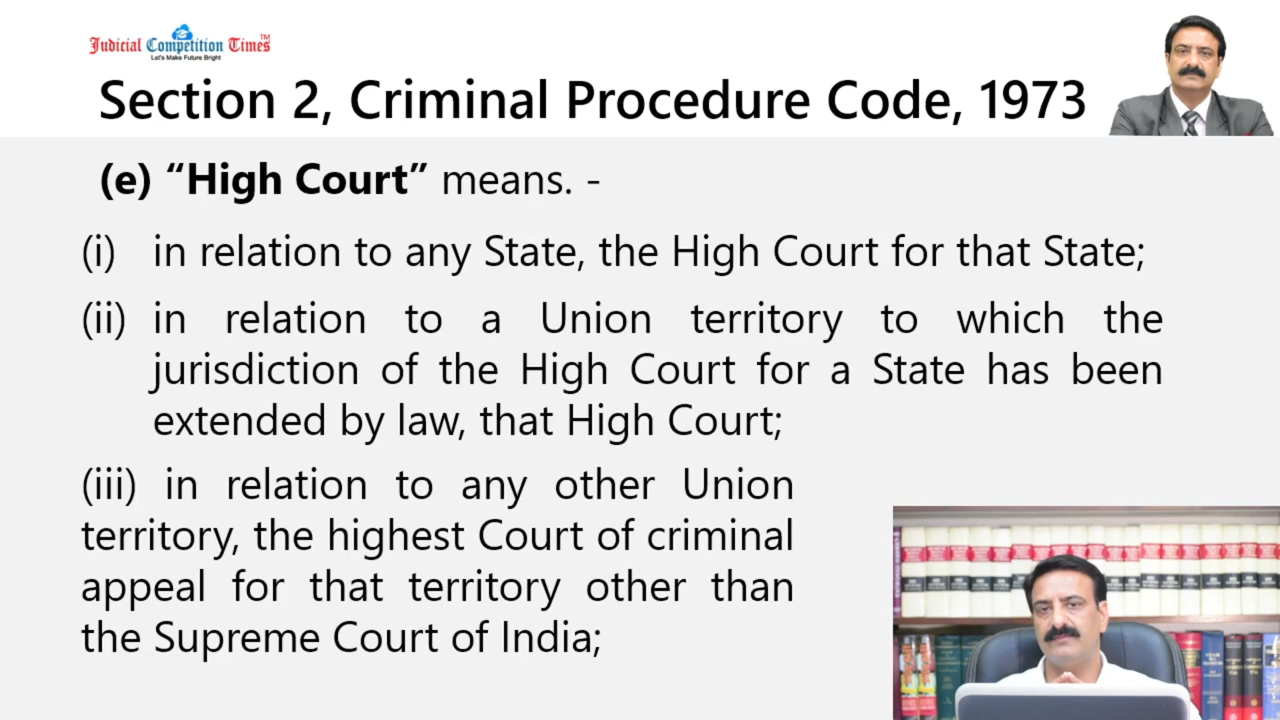 Judicial Competition Times™
Let's Make Future Bright
Section 2, Criminal Procedure Code, 1973
(e) “High Court” means. -
(i) in relation to any State, the High Court for that State;
(ii) in relation to a Union territory to which the
jurisdiction of the High Court for a State has been
extended by law, that High Court;
(iii) in relation to any other Union
territory, the highest Court of criminal
appeal for that territory other than
the Supreme Court of India;